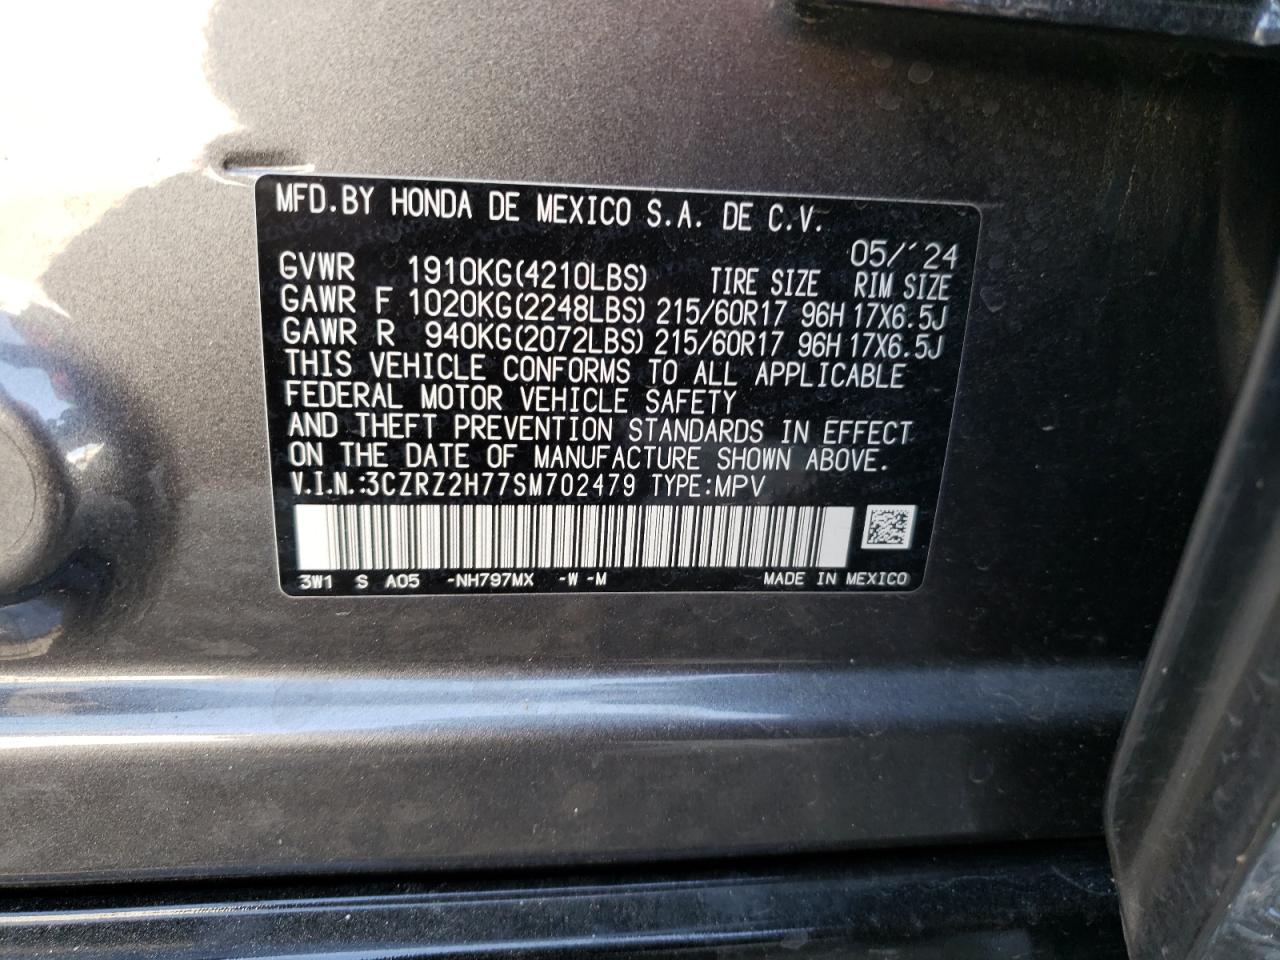 MFD.BY HONDA DE MEXICO S.A. DE C.V.
05/'24
GVWR 1910KG(4210LBS) TIRE SIZE RIM SIZE
GAWR F 1020KG(2248LBS) 215/60R17 96H 17X6.5J
GAWR R 940KG(2072LBS) 215/60R17 96H 17X6.5J
THIS VEHICLE CONFORMS TO ALL APPLICABLE
FEDERAL MOTOR VEHICLE SAFETY
AND THEFT PREVENTION STANDARDS IN EFFECT
ON THE DATE OF MANUFACTURE SHOWN ABOVE.
V.I.N.:3CZRZ2H77SM702479 TYPE:MPV
3W1 S A05 -NH797MX -W -M MADE IN MEXICO